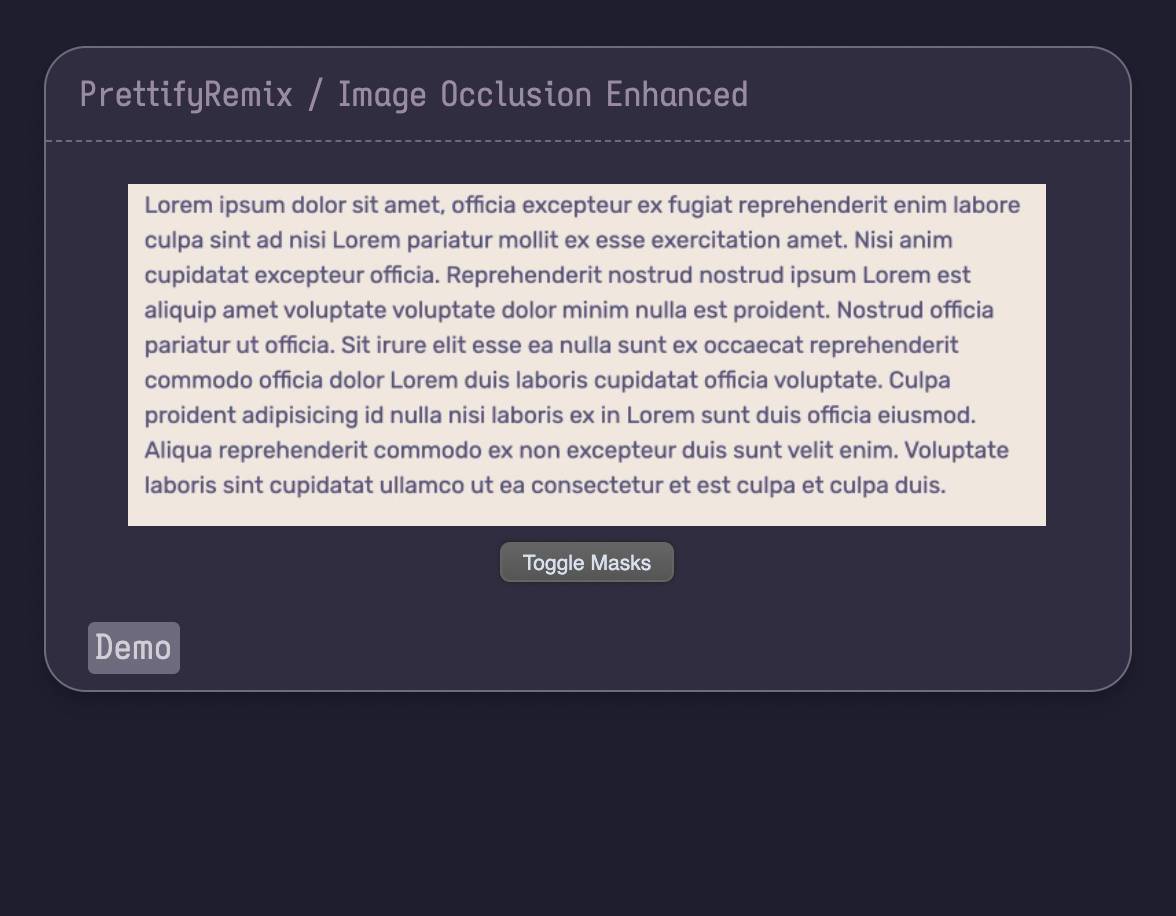 PrettifyRemix / Image Occlusion Enhanced
Lorem ipsum dolor sit amet, officia excepteur ex fugiat reprehenderit enim labore
culpa sint ad nisi Lorem pariatur mollit ex esse exercitation amet. Nisi anim
cupidatat excepteur officia. Reprehenderit nostrud nostrud ipsum Lorem est
aliquip amet voluptate voluptate dolor minim nulla est proident. Nostrud officia
pariatur ut officia. Sit irure elit esse ea nulla sunt ex occaecat reprehenderit
commodo officia dolor Lorem duis laboris cupidatat officia voluptate. Culpa
proident adipisicing id nulla nisi laboris ex in Lorem sunt duis officia eiusmod.
Aliqua reprehenderit commodo ex non excepteur duis sunt velit enim. Voluptate
laboris sint cupidatat ullamco ut ea consectetur et est culpa et culpa duis.
Toggle Masks
Demo